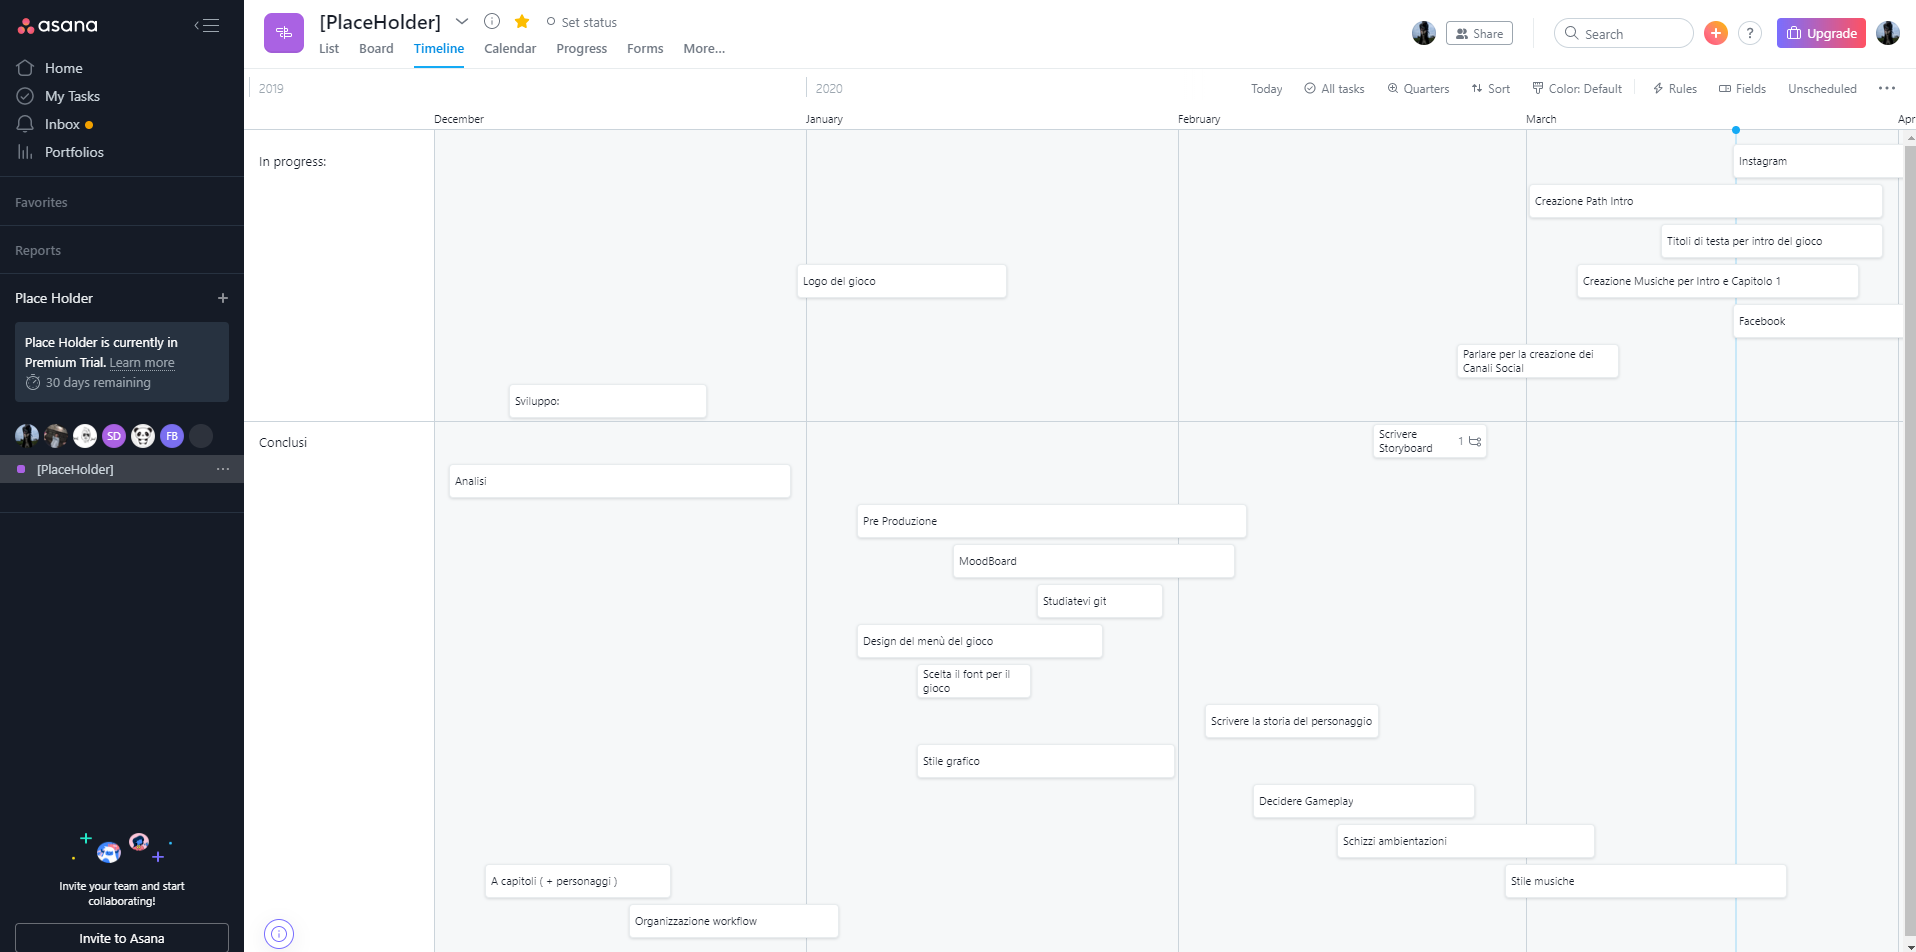 asana
Home
My Tasks
Inbox
Portfolios
Favorites
Reports
Place Holder
Place Holder is currently in
Premium Trial. Learn more
30 days remaining
SD
FB
[PlaceHolder]
Invite your team and start
collaborating!
Invite to Asana
[PlaceHolder]
Set status
List Board Timeline Calendar Progress Forms More...
Share
Search
?
Upgrade
2019
2020
Today All tasks Quarters Sort Color: Default Rules Fields Unscheduled
December January February March Apr
In progress:
Instagram
Creazione Path Intro
Titoli di testa per intro del gioco
Logo del gioco
Creazione Musiche per Intro e Capitolo 1
Facebook
Parlare per la creazione dei
Canali Social
Sviluppo:
Conclusi
Scrivere
Storyboard
1
Analisi
Pre Produzione
MoodBoard
Studiatevi git
Design del menù del gioco
Scelta il font per il
gioco
Scrivere la storia del personaggio
Stile grafico
Decidere Gameplay
Schizzi ambientazioni
A capitoli ( + personaggi )
Stile musiche
Organizzazione workflow